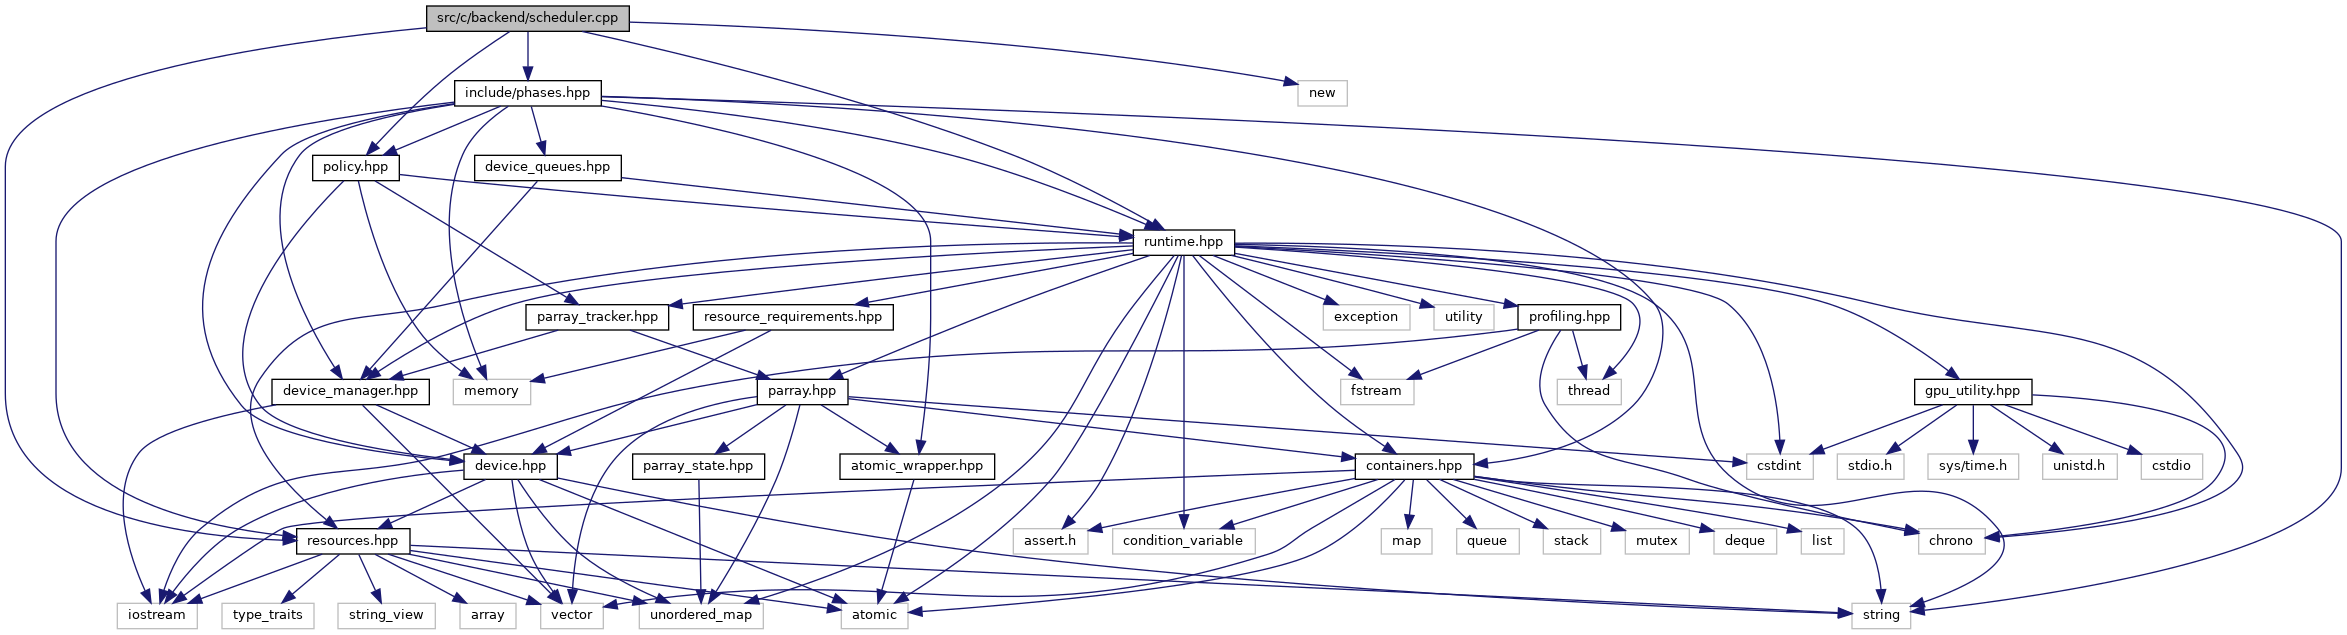 src/c/backend/scheduler.cpp
include/phases.hpp
new
policy.hpp
device_queues.hpp
runtime.hpp
parray_tracker.hpp
resource_requirements.hpp
exception
utility
profiling.hpp
device_manager.hpp
memory
parray.hpp
fstream
thread
gpu_utility.hpp
device.hpp
parray_state.hpp
atomic_wrapper.hpp
containers.hpp
cstdint
stdio.h
sys/time.h
unistd.h
cstdio
resources.hpp
assert.h
condition_variable
map
queue
stack
mutex
deque
list
chrono
iostream
type_traits
string_view
array
vector
unordered_map
atomic
string